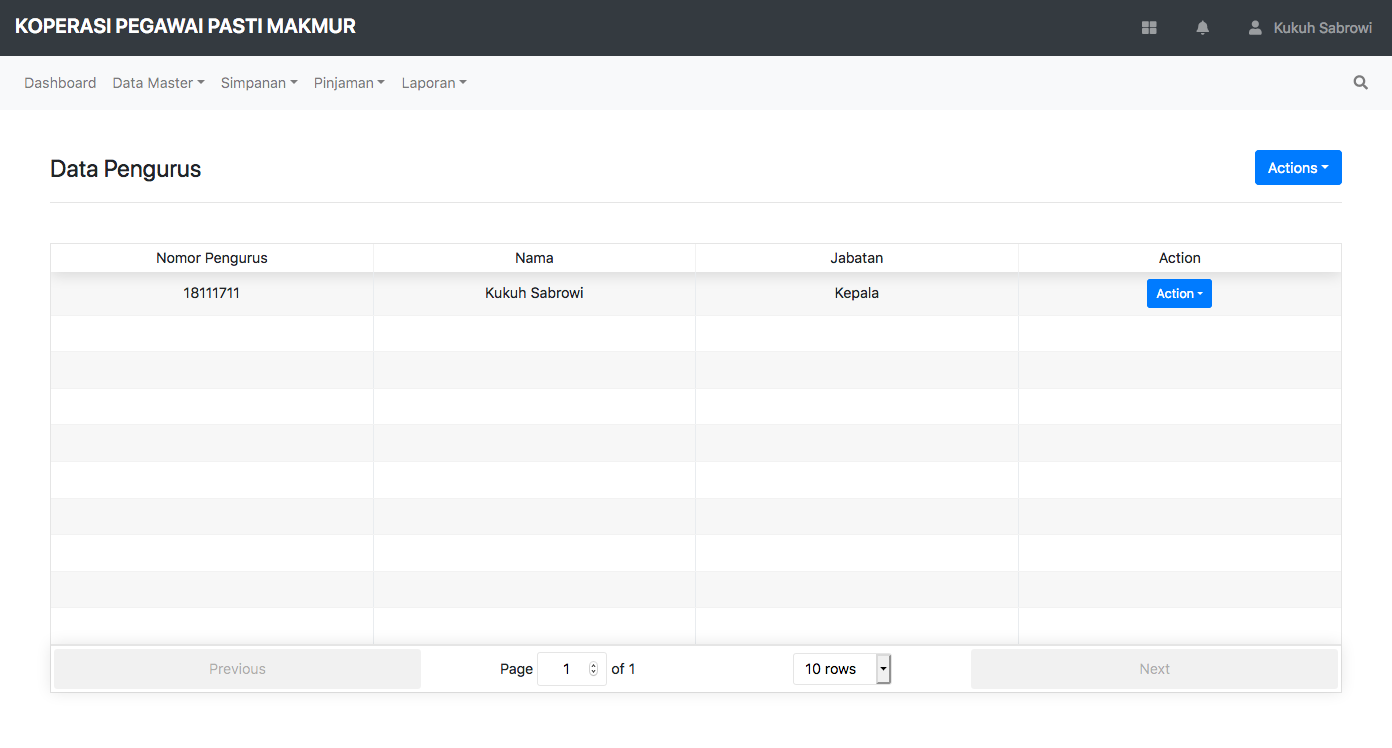 KOPERASI PEGAWAI PASTI MAKMUR Kukuh Sabrowi
Dashboard Data Master Simpanan Pinjaman Laporan
Data Pengurus Actions
Nomor Pengurus Nama Jabatan Action
18111711 Kukuh Sabrowi Kepala Action
Previous Page 1 of 1 10 rows Next